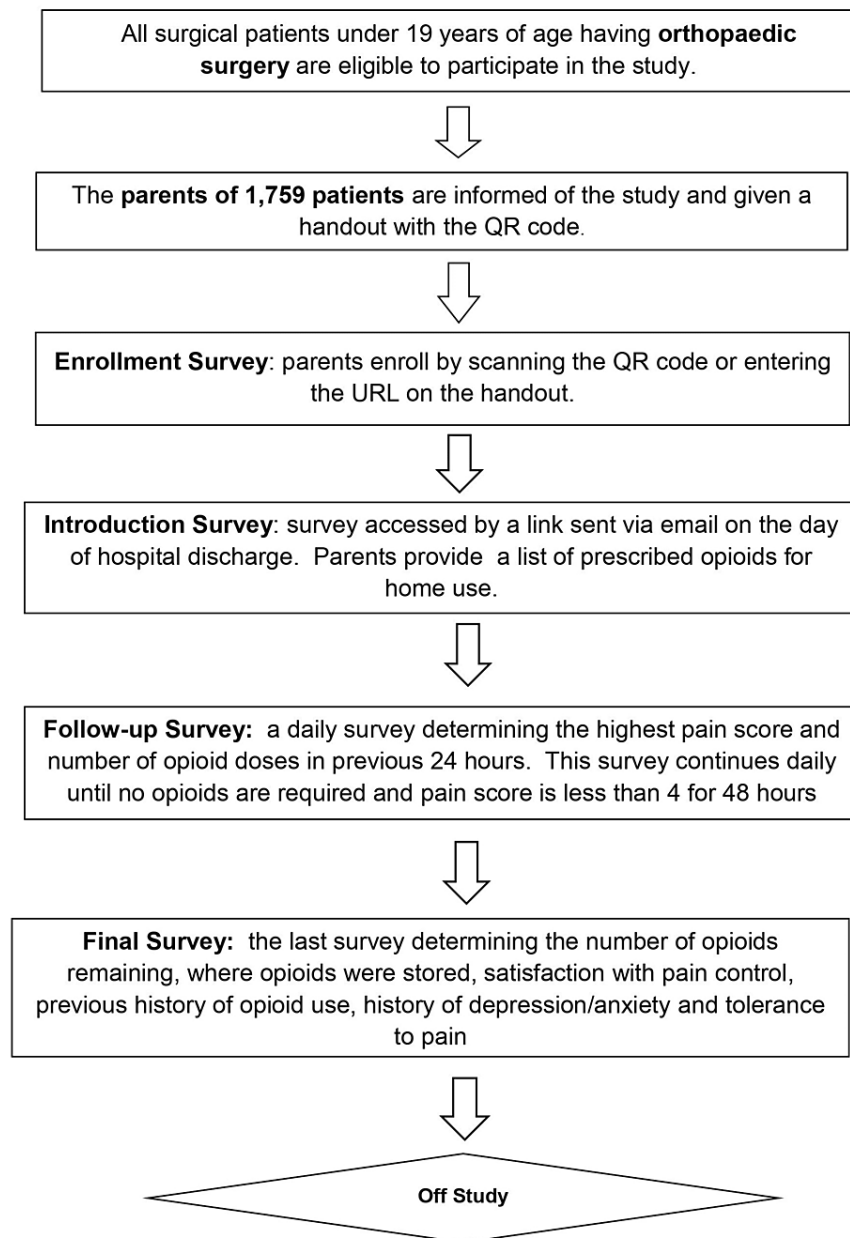 All surgical patients under 19 years of age having orthopaedic
surgery are eligible to participate in the study.
The parents of 1,759 patients are informed of the study and given a
handout with the QR code.
Enrollment Survey: parents enroll by scanning the QR code or entering
the URL on the handout.
Introduction Survey: survey accessed by a link sent via email on the day
of hospital discharge. Parents provide a list of prescribed opioids for
home use.
Follow-up Survey: a daily survey determining the highest pain score and
number of opioid doses in previous 24 hours. This survey continues daily
until no opioids are required and pain score is less than 4 for 48 hours
Final Survey: the last survey determining the number of opioids
remaining, where opioids were stored, satisfaction with pain control,
previous history of opioid use, history of depression/anxiety and tolerance
to pain
Off Study